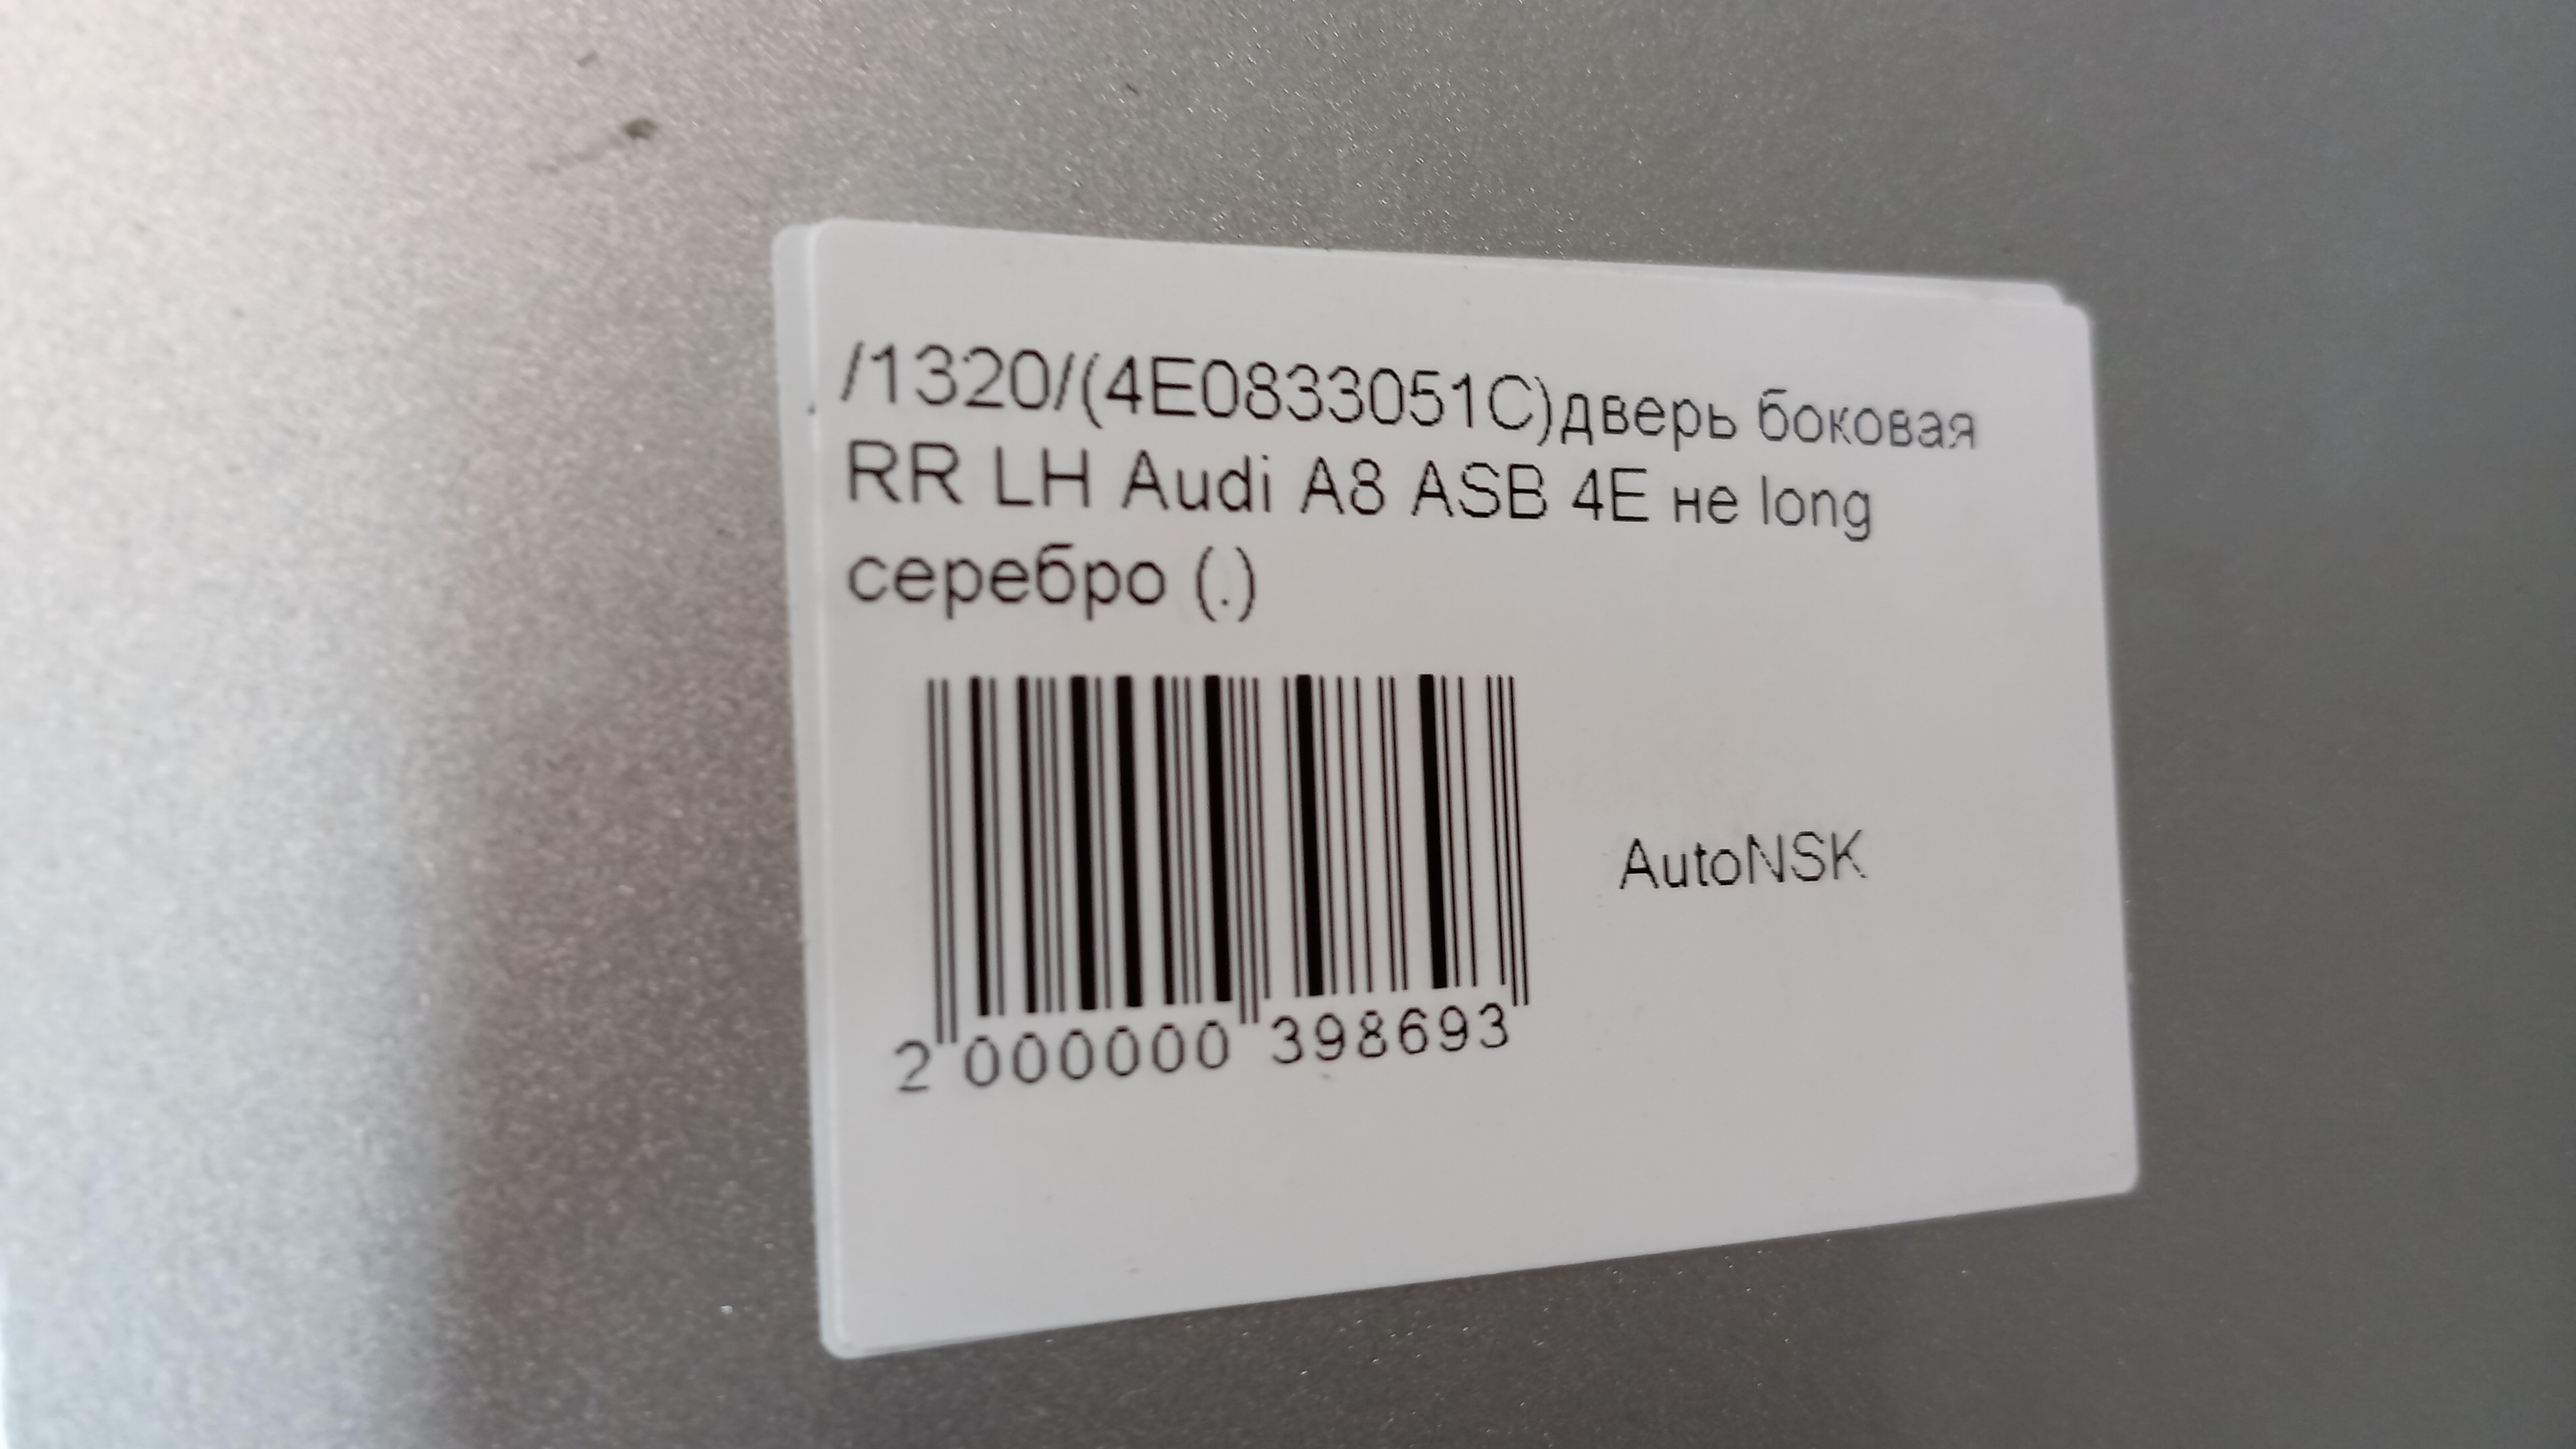 /1320/(4E0833051C)дверь боковая
RR LH Audi A8 ASB 4E не long
серебро (.)
AutoNSK
2 000000 398693